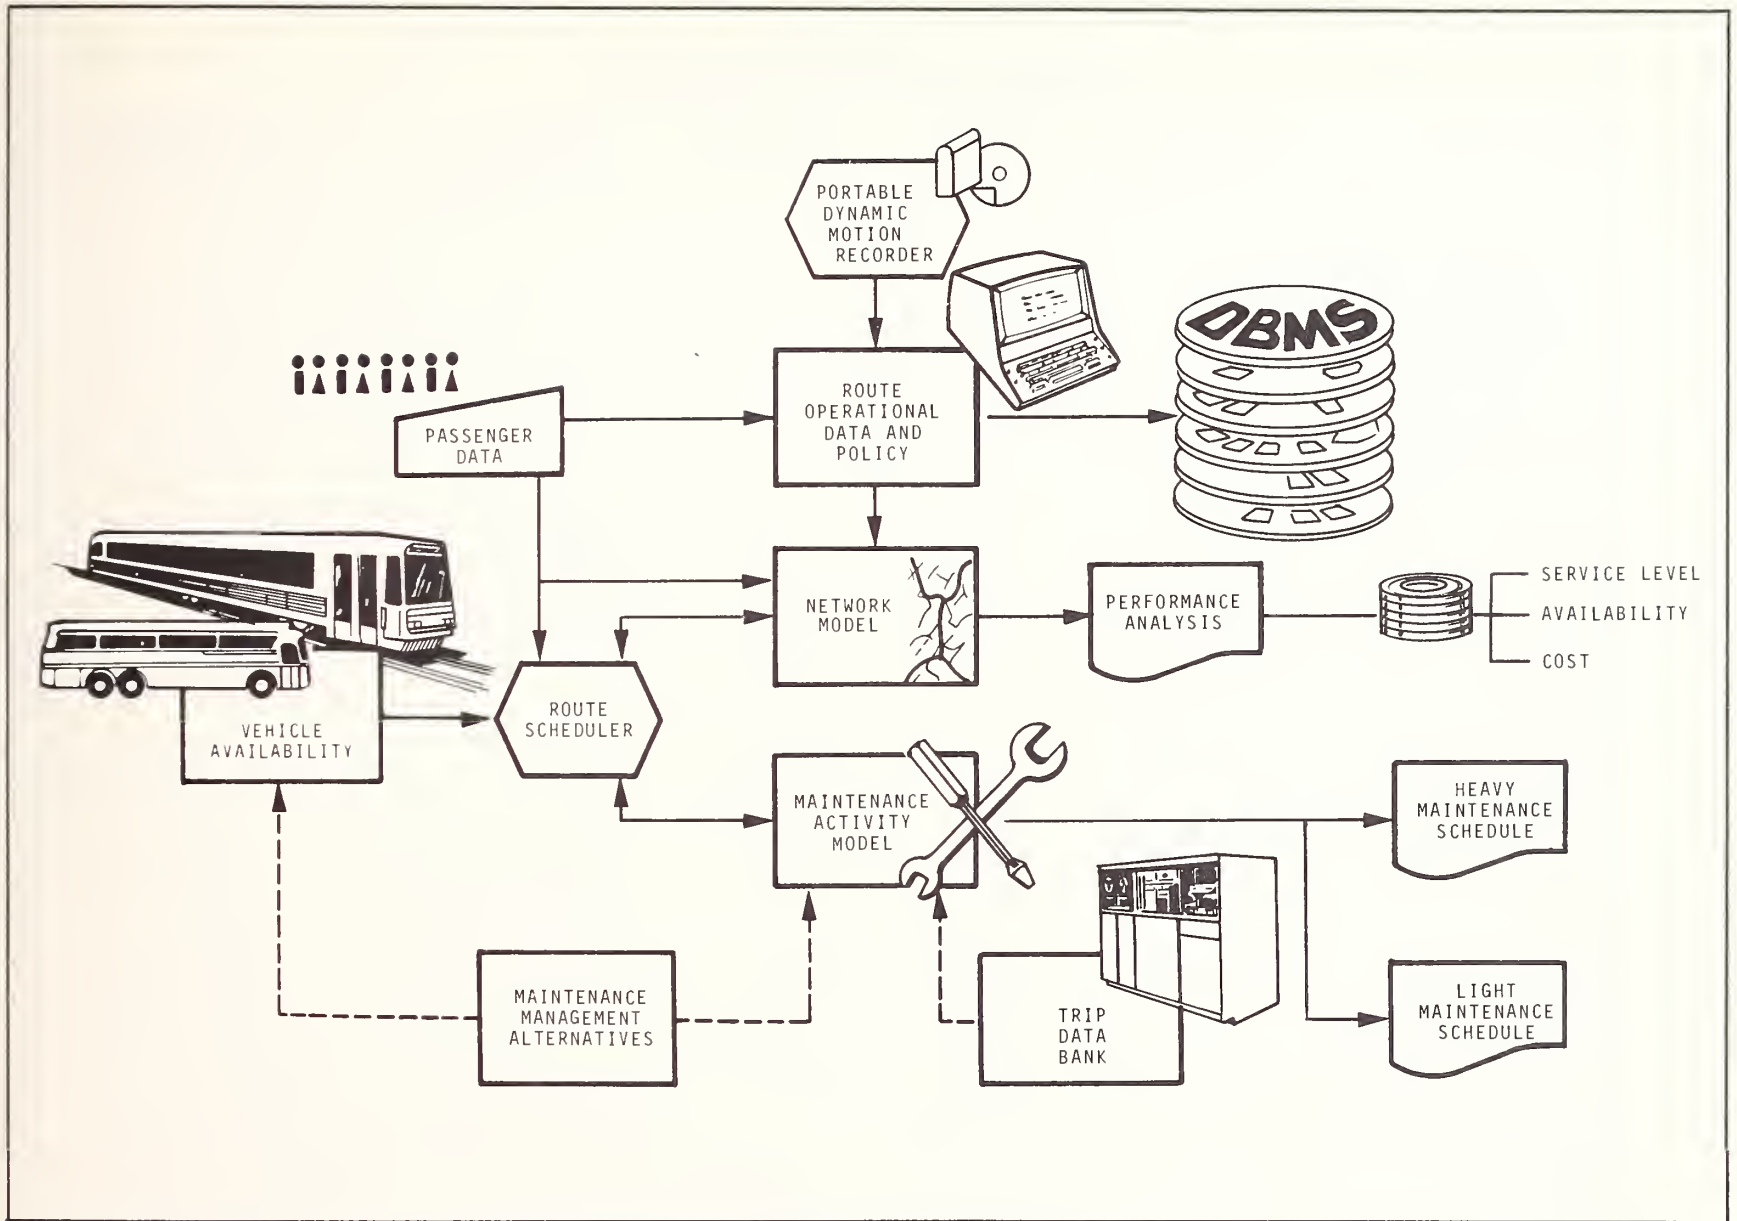 PORTABLE
DYNAMIC
MOTION
RECORDER
DBMS
ROUTE
OPERATIONAL
DATA AND
POLICY
PASSENGER
DATA
NETWORK
MODEL
PERFORMANCE
ANALYSIS
SERVICE LEVEL
AVAILABILITY
COST
ROUTE
SCHEDULER
VEHICLE
AVAILABILITY
MAINTENANCE
ACTIVITY
MODEL
HEAVY
MAINTENANCE
SCHEDULE
MAINTENANCE
MANAGEMENT
ALTERNATIVES
TRIP
DATA
BANK
LIGHT
MAINTENANCE
SCHEDULE